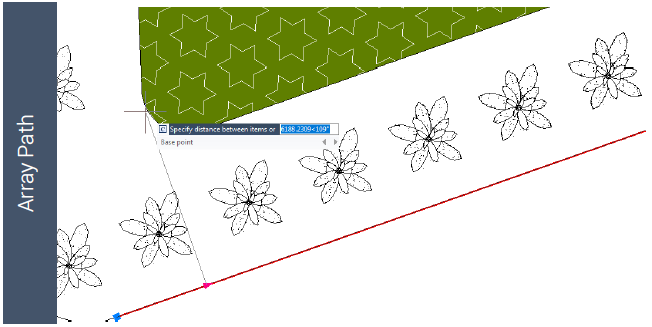 Array Path
Specify distance between items or 6188.2309<109°
Base point